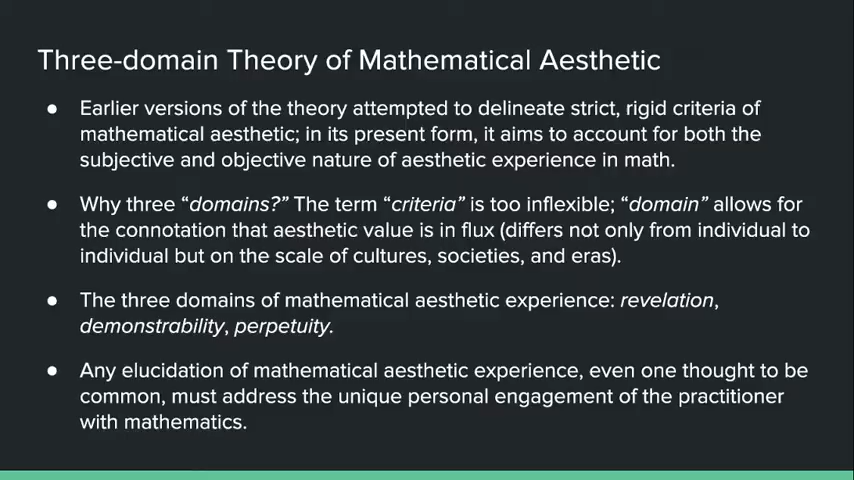 Three-domain Theory of Mathematical Aesthetic
● Earlier versions of the theory attempted to delineate strict, rigid criteria of
mathematical aesthetic; in its present form, it aims to account for both the
subjective and objective nature of aesthetic experience in math.
● Why three “domains?” The term “criteria” is too inflexible; “domain” allows for
the connotation that aesthetic value is in flux (differs not only from individual to
individual but on the scale of cultures, societies, and eras).
● The three domains of mathematical aesthetic experience: revelation,
demonstrability, perpetuity.
● Any elucidation of mathematical aesthetic experience, even one thought to be
common, must address the unique personal engagement of the practitioner
with mathematics.